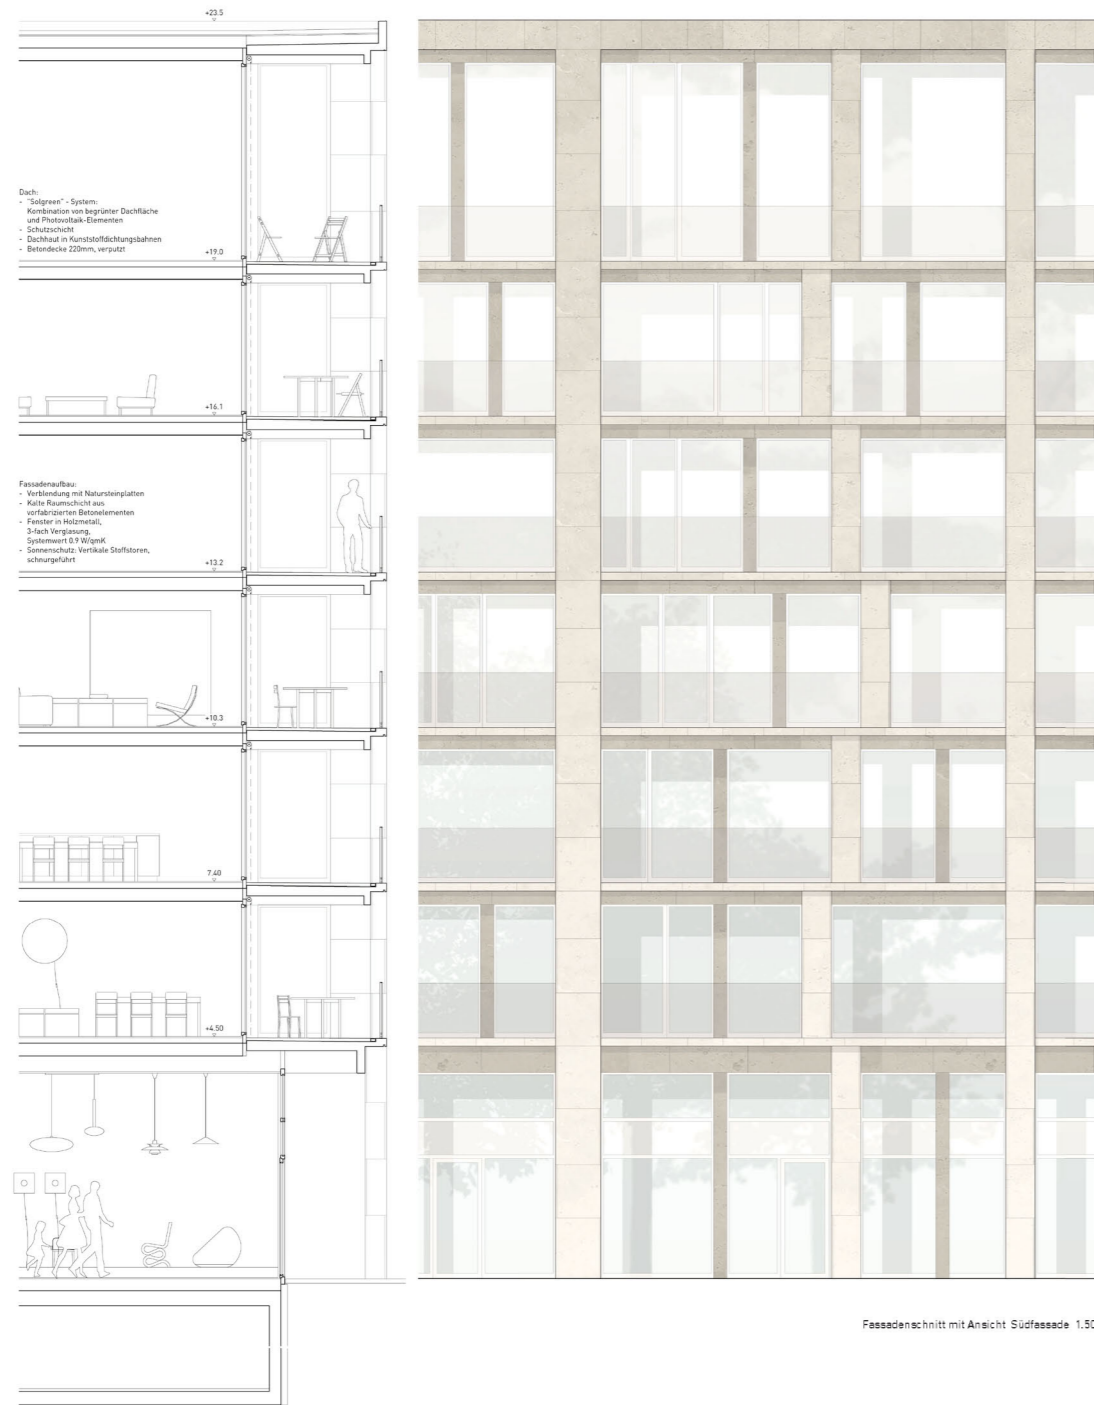 +23.5
Dach:
- "Solgreen" - System:
Kombination von begrünter Dachfläche
und Photovoltaik-Elementen
- Schutzschicht
- Dachhaut in Kunststoffdichtungsbahnen
- Betondecke 220mm, verputzt
+19.0
+16.1
Fassadenaufbau:
- Verblendung mit Natursteinplatten
- Kalte Raumschicht aus
vorfabrizierten Betonelementen
- Fenster in Holzmetall,
3-fach Verglasung,
Systemwert 0.9 W/qmK
- Sonnenschutz: Vertikale Stoffstoren,
schnurgeführt
+13.2
+10.3
7.40
+4.50
Fassadenschnitt mit Ansicht Südfassade 1.50